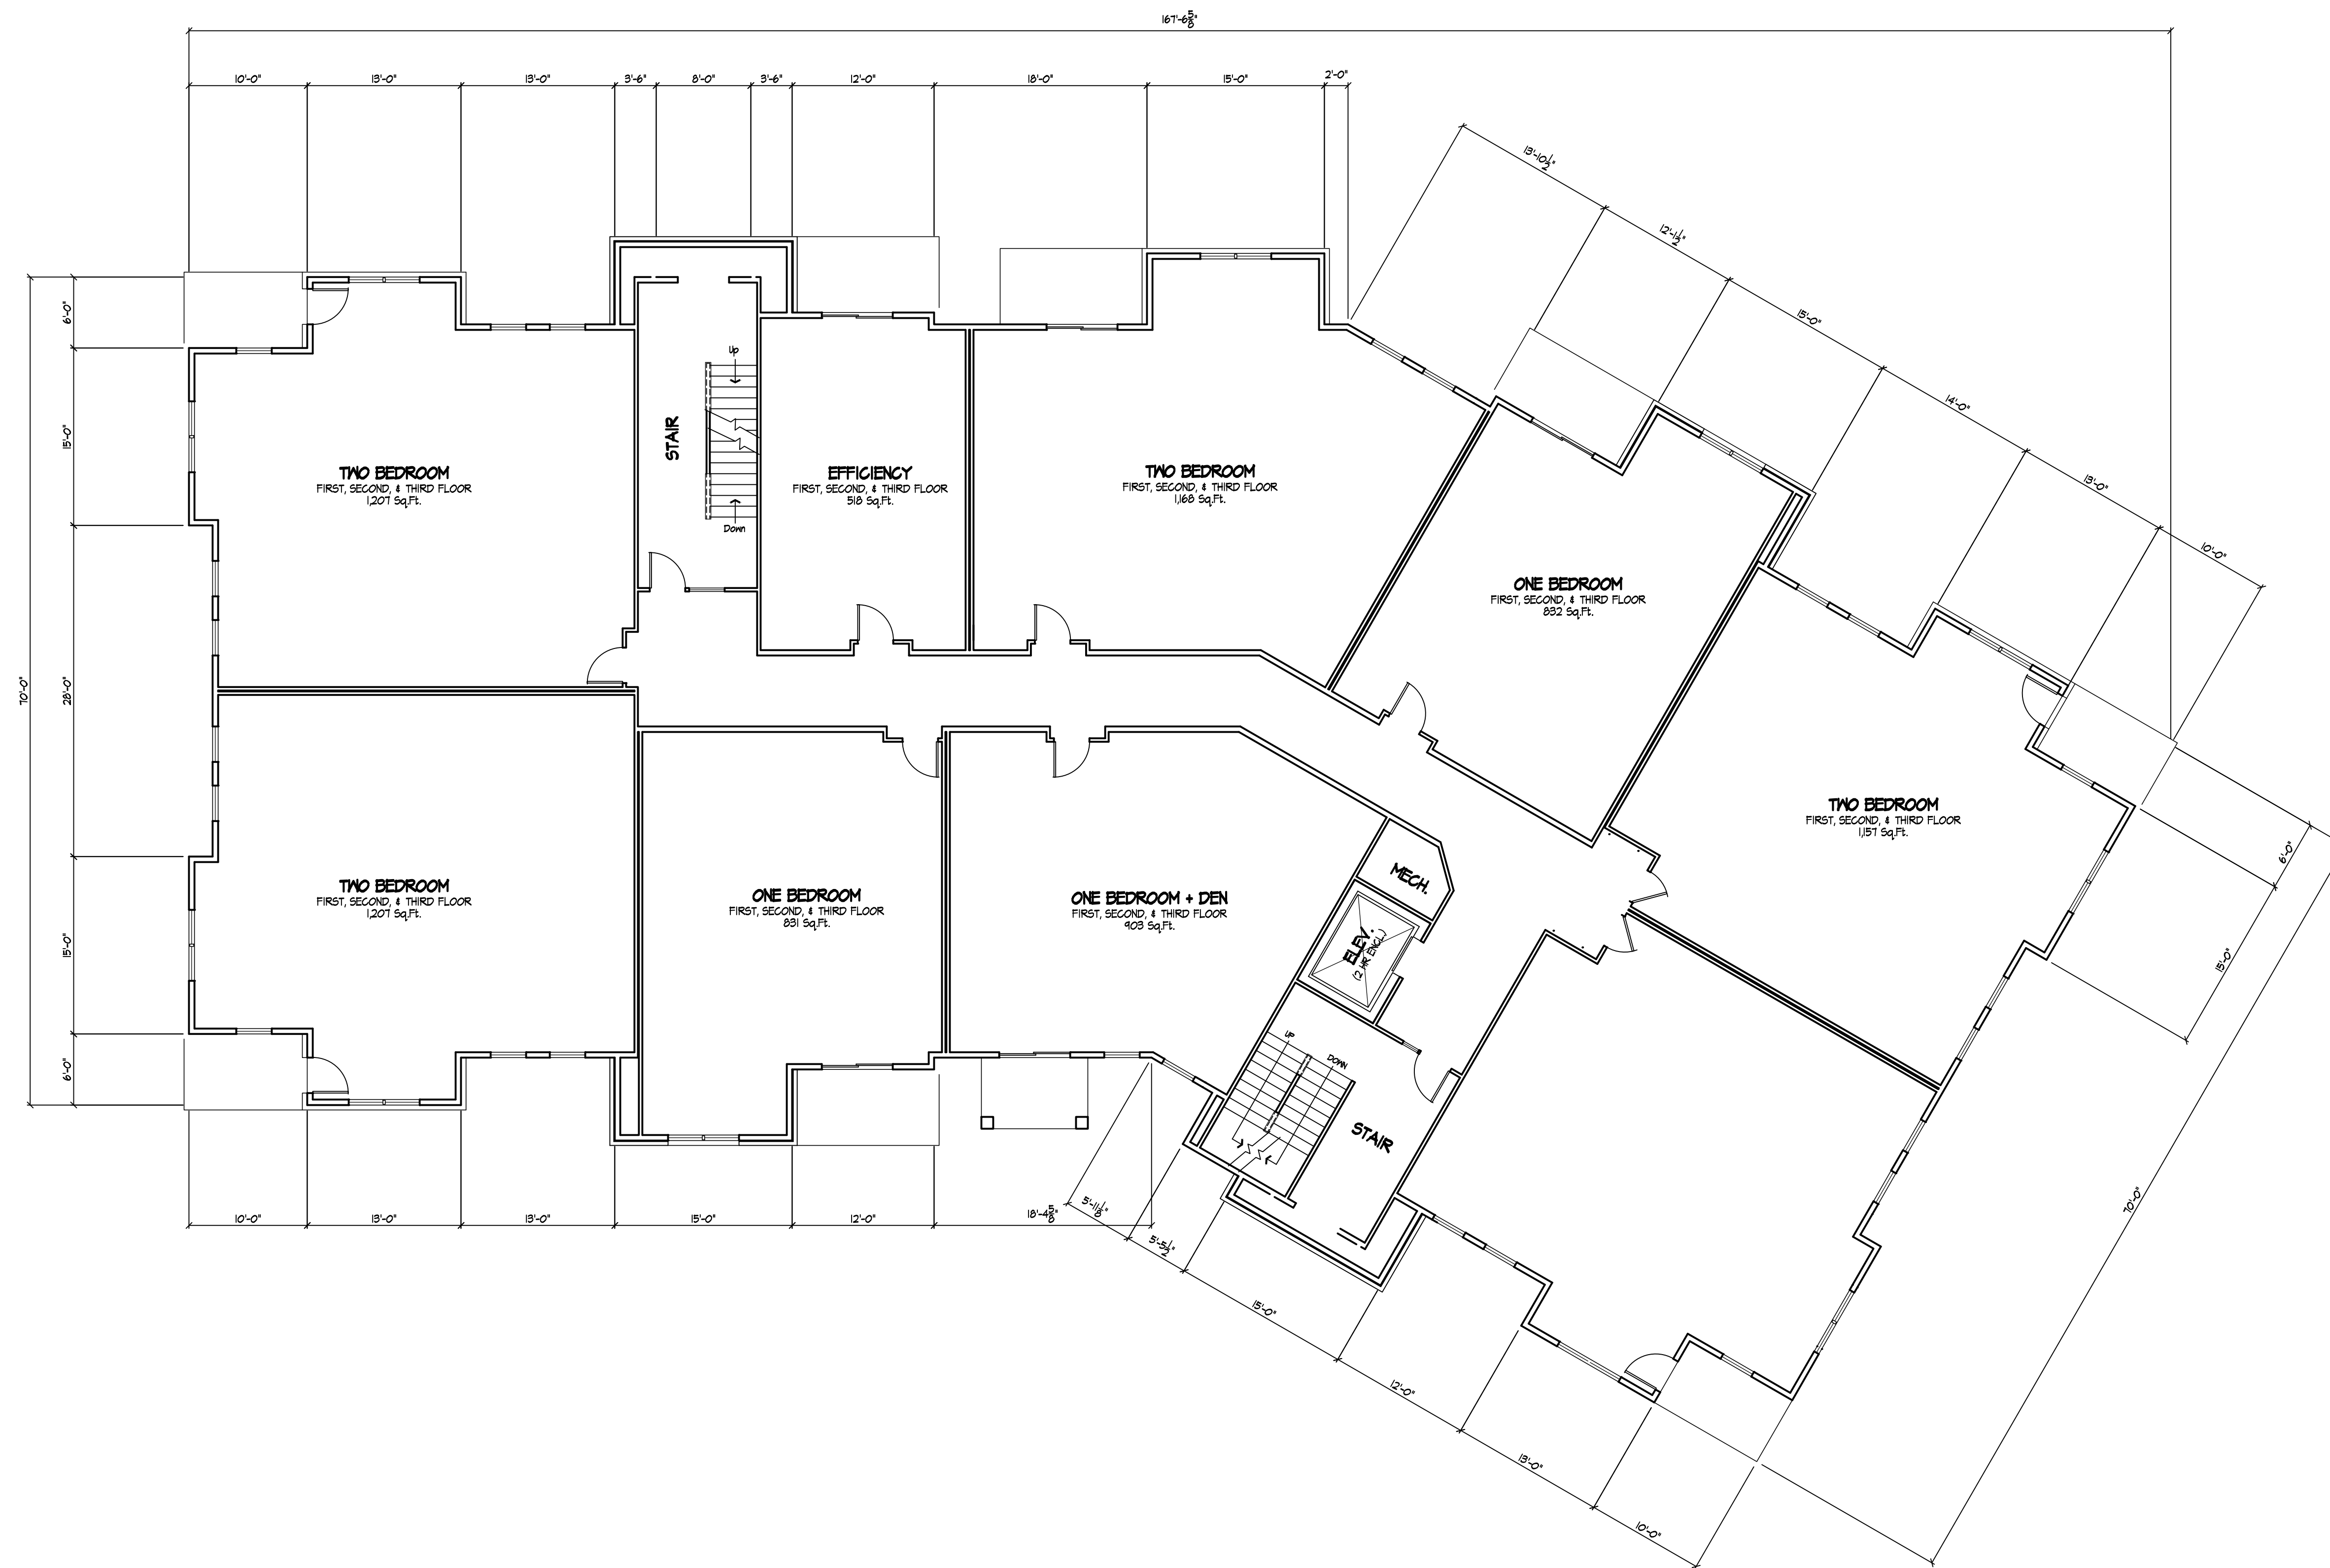 167'-6 5/8"
10'-0"
13'-0"
13'-0"
3'-6"
8'-0"
3'-6"
12'-0"
18'-0"
15'-0"
2'-0"
13'-10 1/2"
12'-1 1/2"
15'-0"
14'-0"
13'-0"
10'-0"
70'-0"
6'-0"
15'-0"
28'-0"
15'-0"
6'-0"
TWO BEDROOM
FIRST, SECOND, & THIRD FLOOR
1,207 Sq.Ft.
STAIR
Up
Down
EFFICIENCY
FIRST, SECOND, & THIRD FLOOR
518 Sq.Ft.
TWO BEDROOM
FIRST, SECOND, & THIRD FLOOR
1,168 Sq.Ft.
ONE BEDROOM
FIRST, SECOND, & THIRD FLOOR
832 Sq.Ft.
TWO BEDROOM
FIRST, SECOND, & THIRD FLOOR
1,157 Sq.Ft.
TWO BEDROOM
FIRST, SECOND, & THIRD FLOOR
1,207 Sq.Ft.
ONE BEDROOM
FIRST, SECOND, & THIRD FLOOR
831 Sq.Ft.
ONE BEDROOM + DEN
FIRST, SECOND, & THIRD FLOOR
903 Sq.Ft.
MECH.
ELEV.
(2 HR ENCL.)
UP
DOWN
STAIR
6'-0"
15'-0"
70'-0"
10'-0"
13'-0"
13'-0"
15'-0"
12'-0"
18'-4 5/8"
5'-11 1/8"
5'-5 1/2"
15'-0"
12'-0"
13'-0"
10'-0"